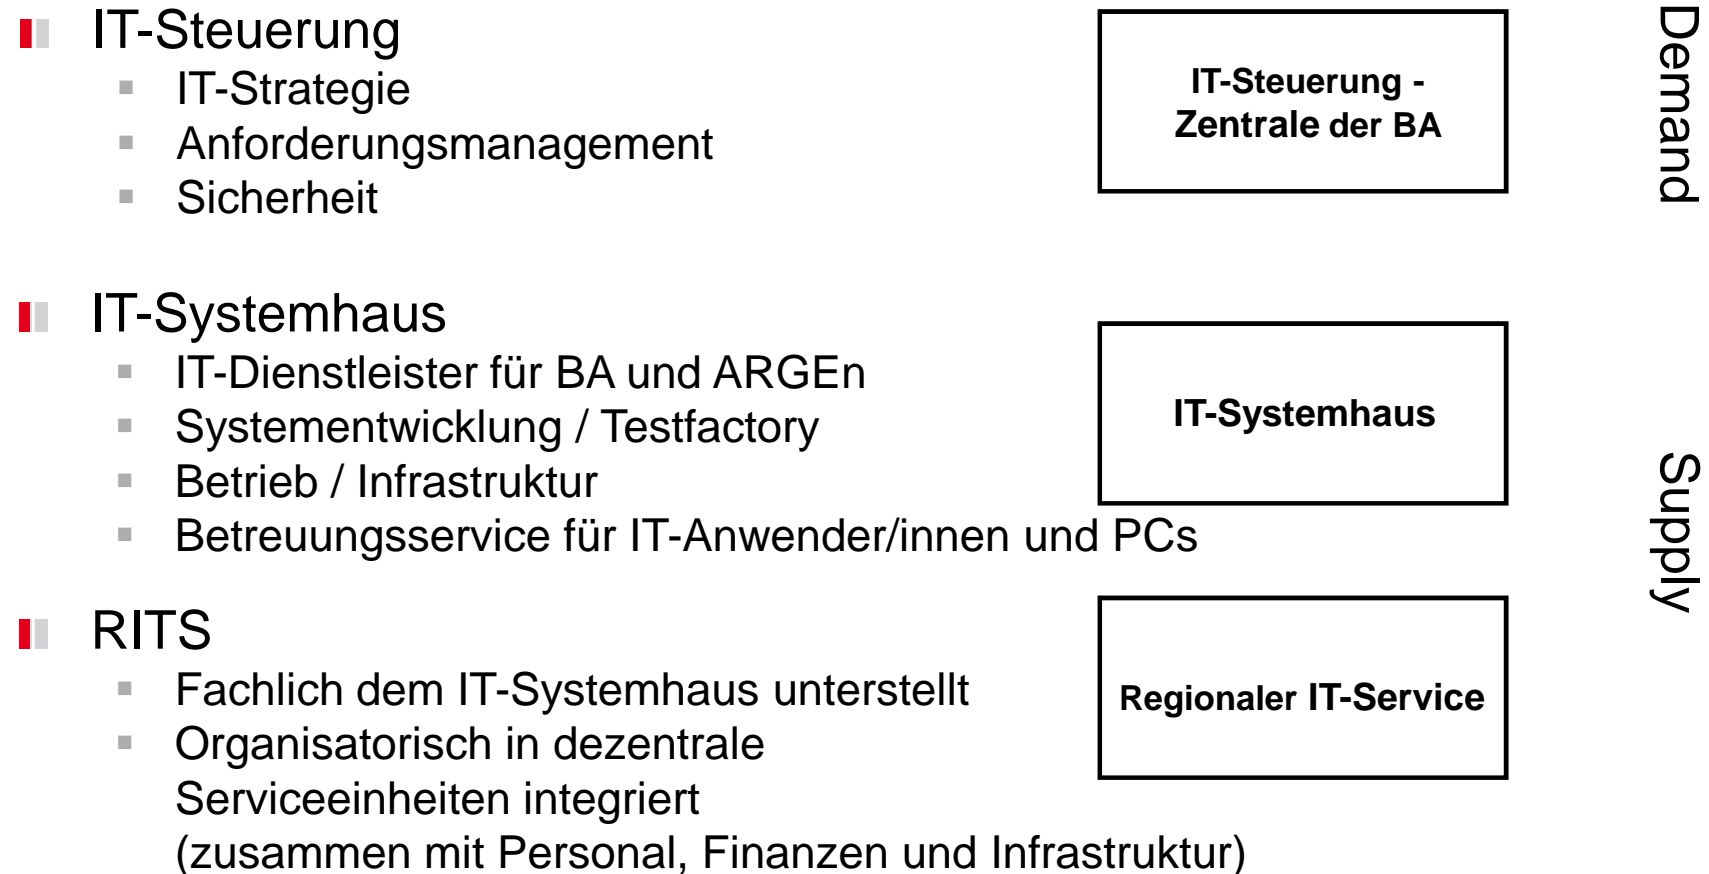 IT-Steuerung
IT-Strategie
Anforderungsmanagement
Sicherheit
IT-Steuerung -
Zentrale der BA
Demand
IT-Systemhaus
IT-Dienstleister für BA und ARGEn
Systementwicklung / Testfactory
Betrieb / Infrastruktur
Betreuungsservice für IT-Anwender/innen und PCs
IT-Systemhaus
Supply
RITS
Fachlich dem IT-Systemhaus unterstellt
Organisatorisch in dezentrale
Serviceeinheiten integriert
(zusammen mit Personal, Finanzen und Infrastruktur)
Regionaler IT-Service